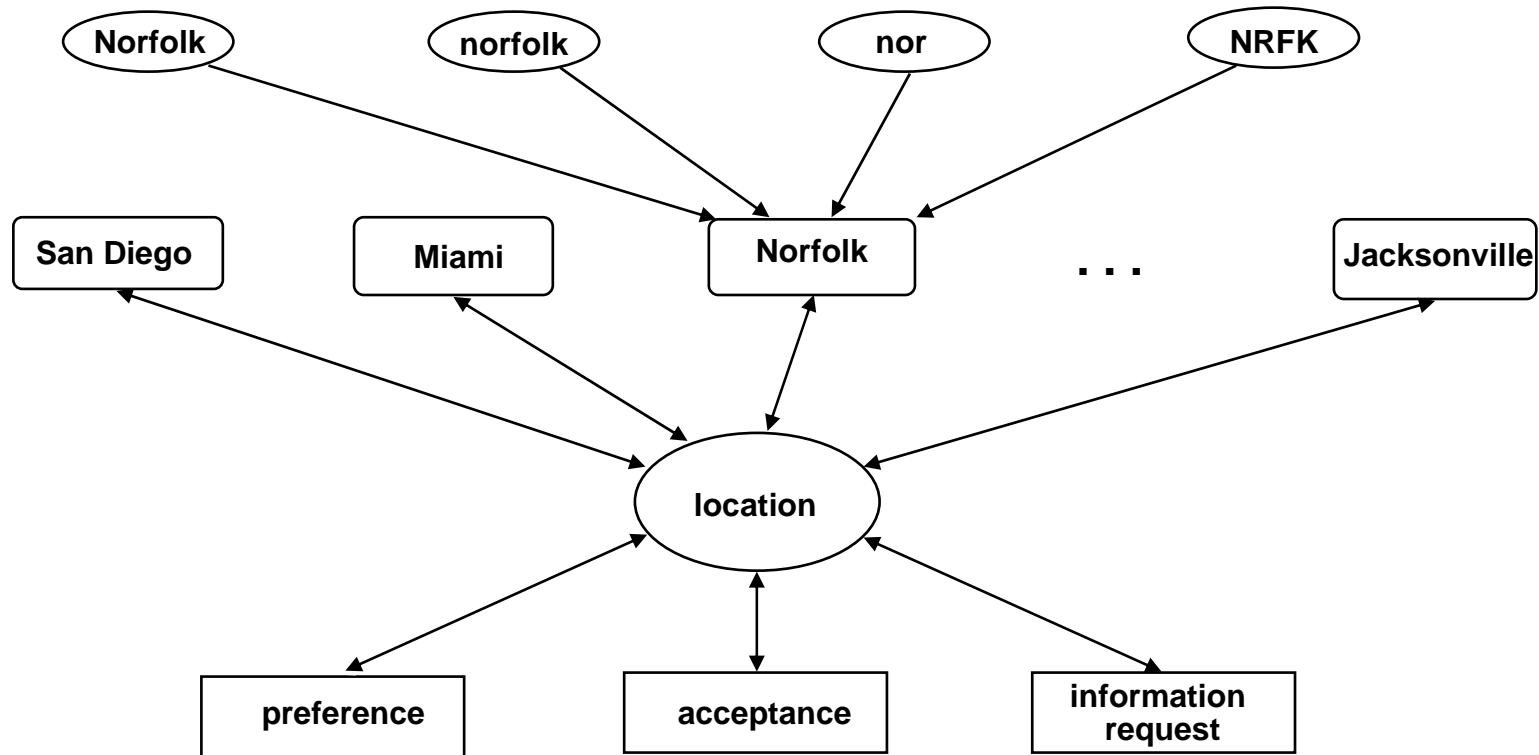 Norfolk
norfolk
nor
NRFK
San Diego
Miami
Norfolk
. . .
Jacksonville
location
preference
acceptance
information
request